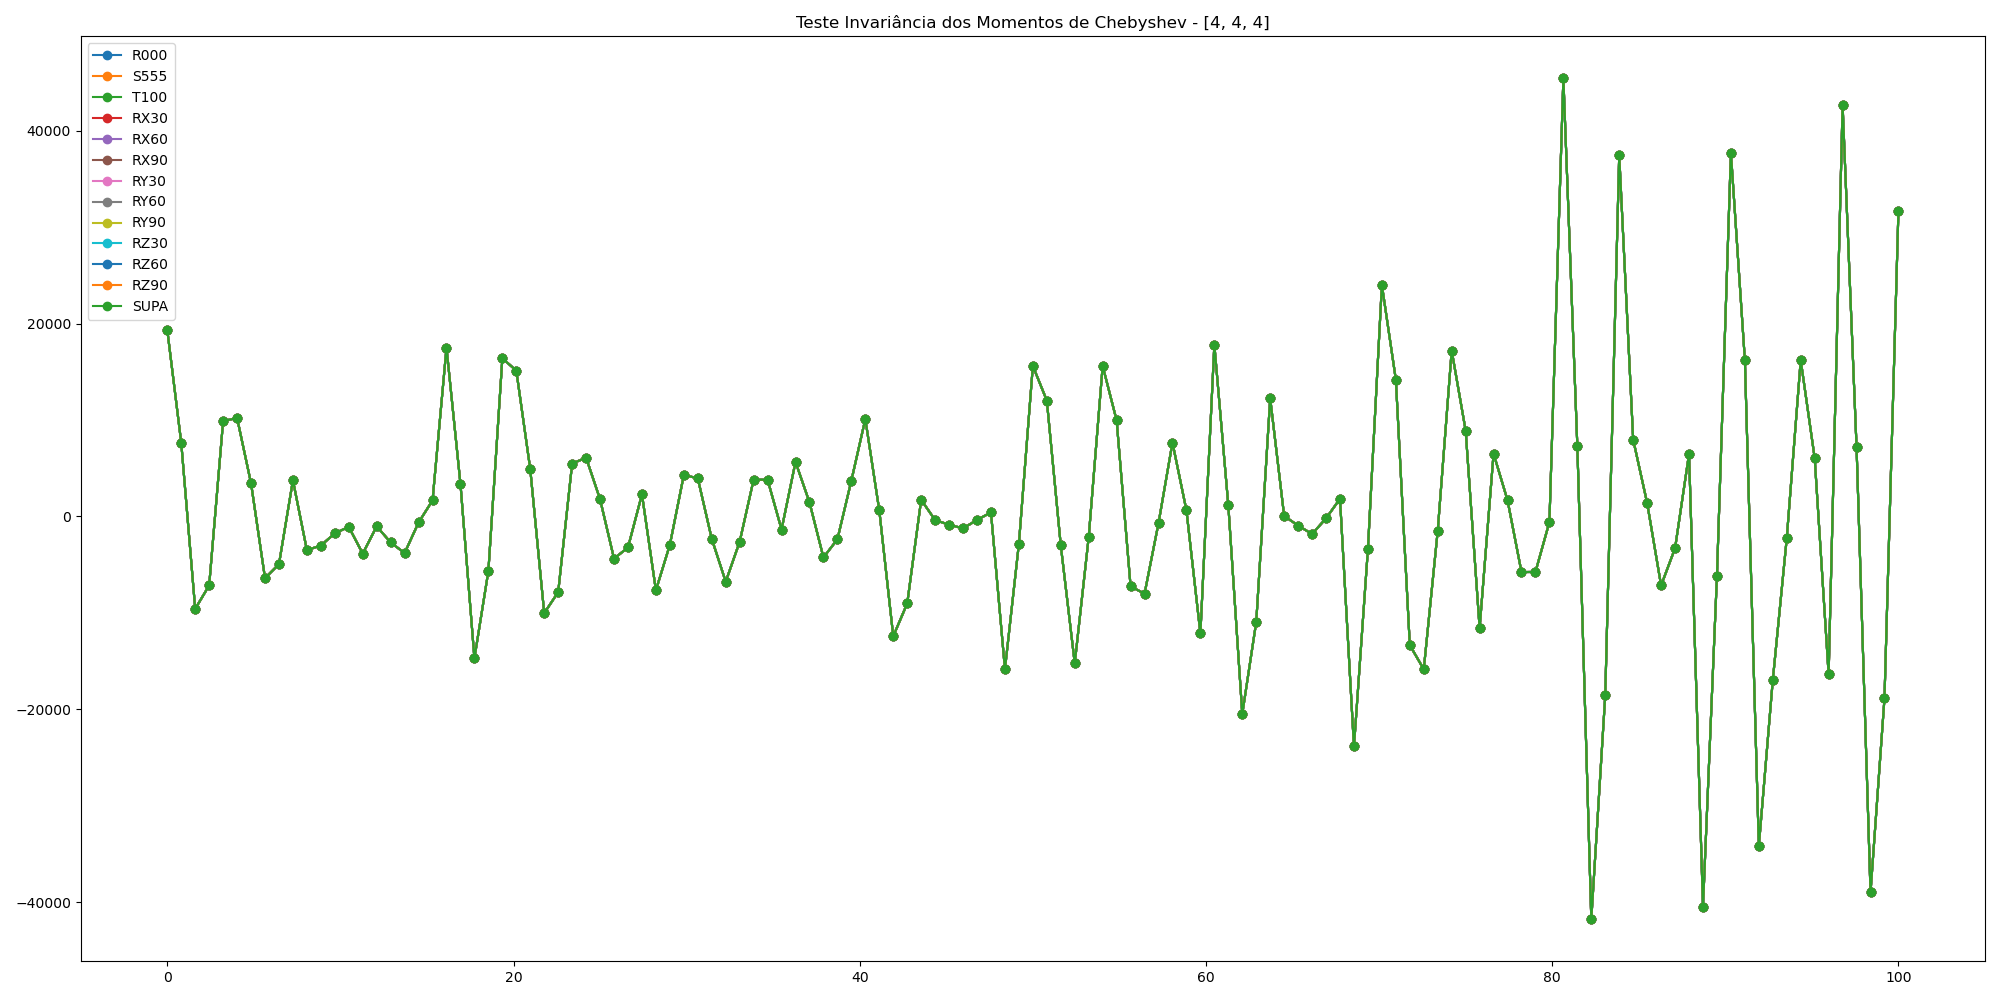 Teste Invariância dos Momentos de Chebyshev - [4, 4, 4]
R000
S555
T100
RX30
RX60
RX90
RY30
RY60
RY90
RZ30
RZ60
RZ90
SUPA
40000
20000
0
−20000
−40000
0 20 40 60 80 100